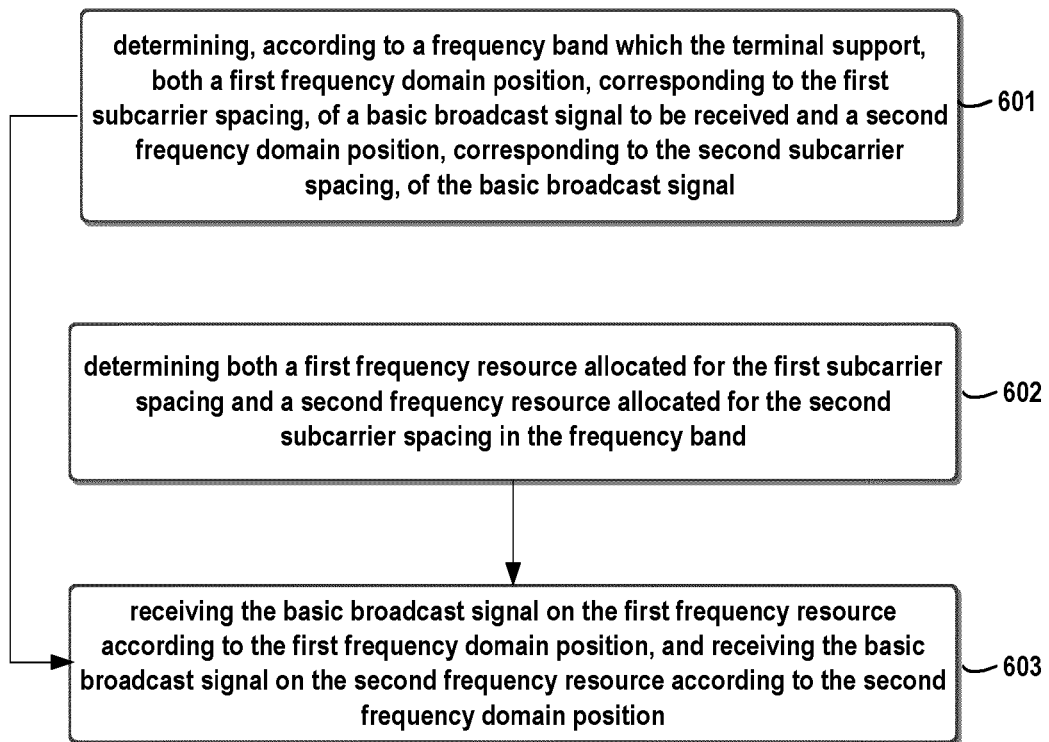 determining, according to a frequency band which the terminal support,
both a first frequency domain position, corresponding to the first
subcarrier spacing, of a basic broadcast signal to be received and a second
frequency domain position, corresponding to the second subcarrier
spacing, of the basic broadcast signal
601
determining both a first frequency resource allocated for the first subcarrier
spacing and a second frequency resource allocated for the second
subcarrier spacing in the frequency band
602
receiving the basic broadcast signal on the first frequency resource
according to the first frequency domain position, and receiving the basic
broadcast signal on the second frequency resource according to the second
frequency domain position
603